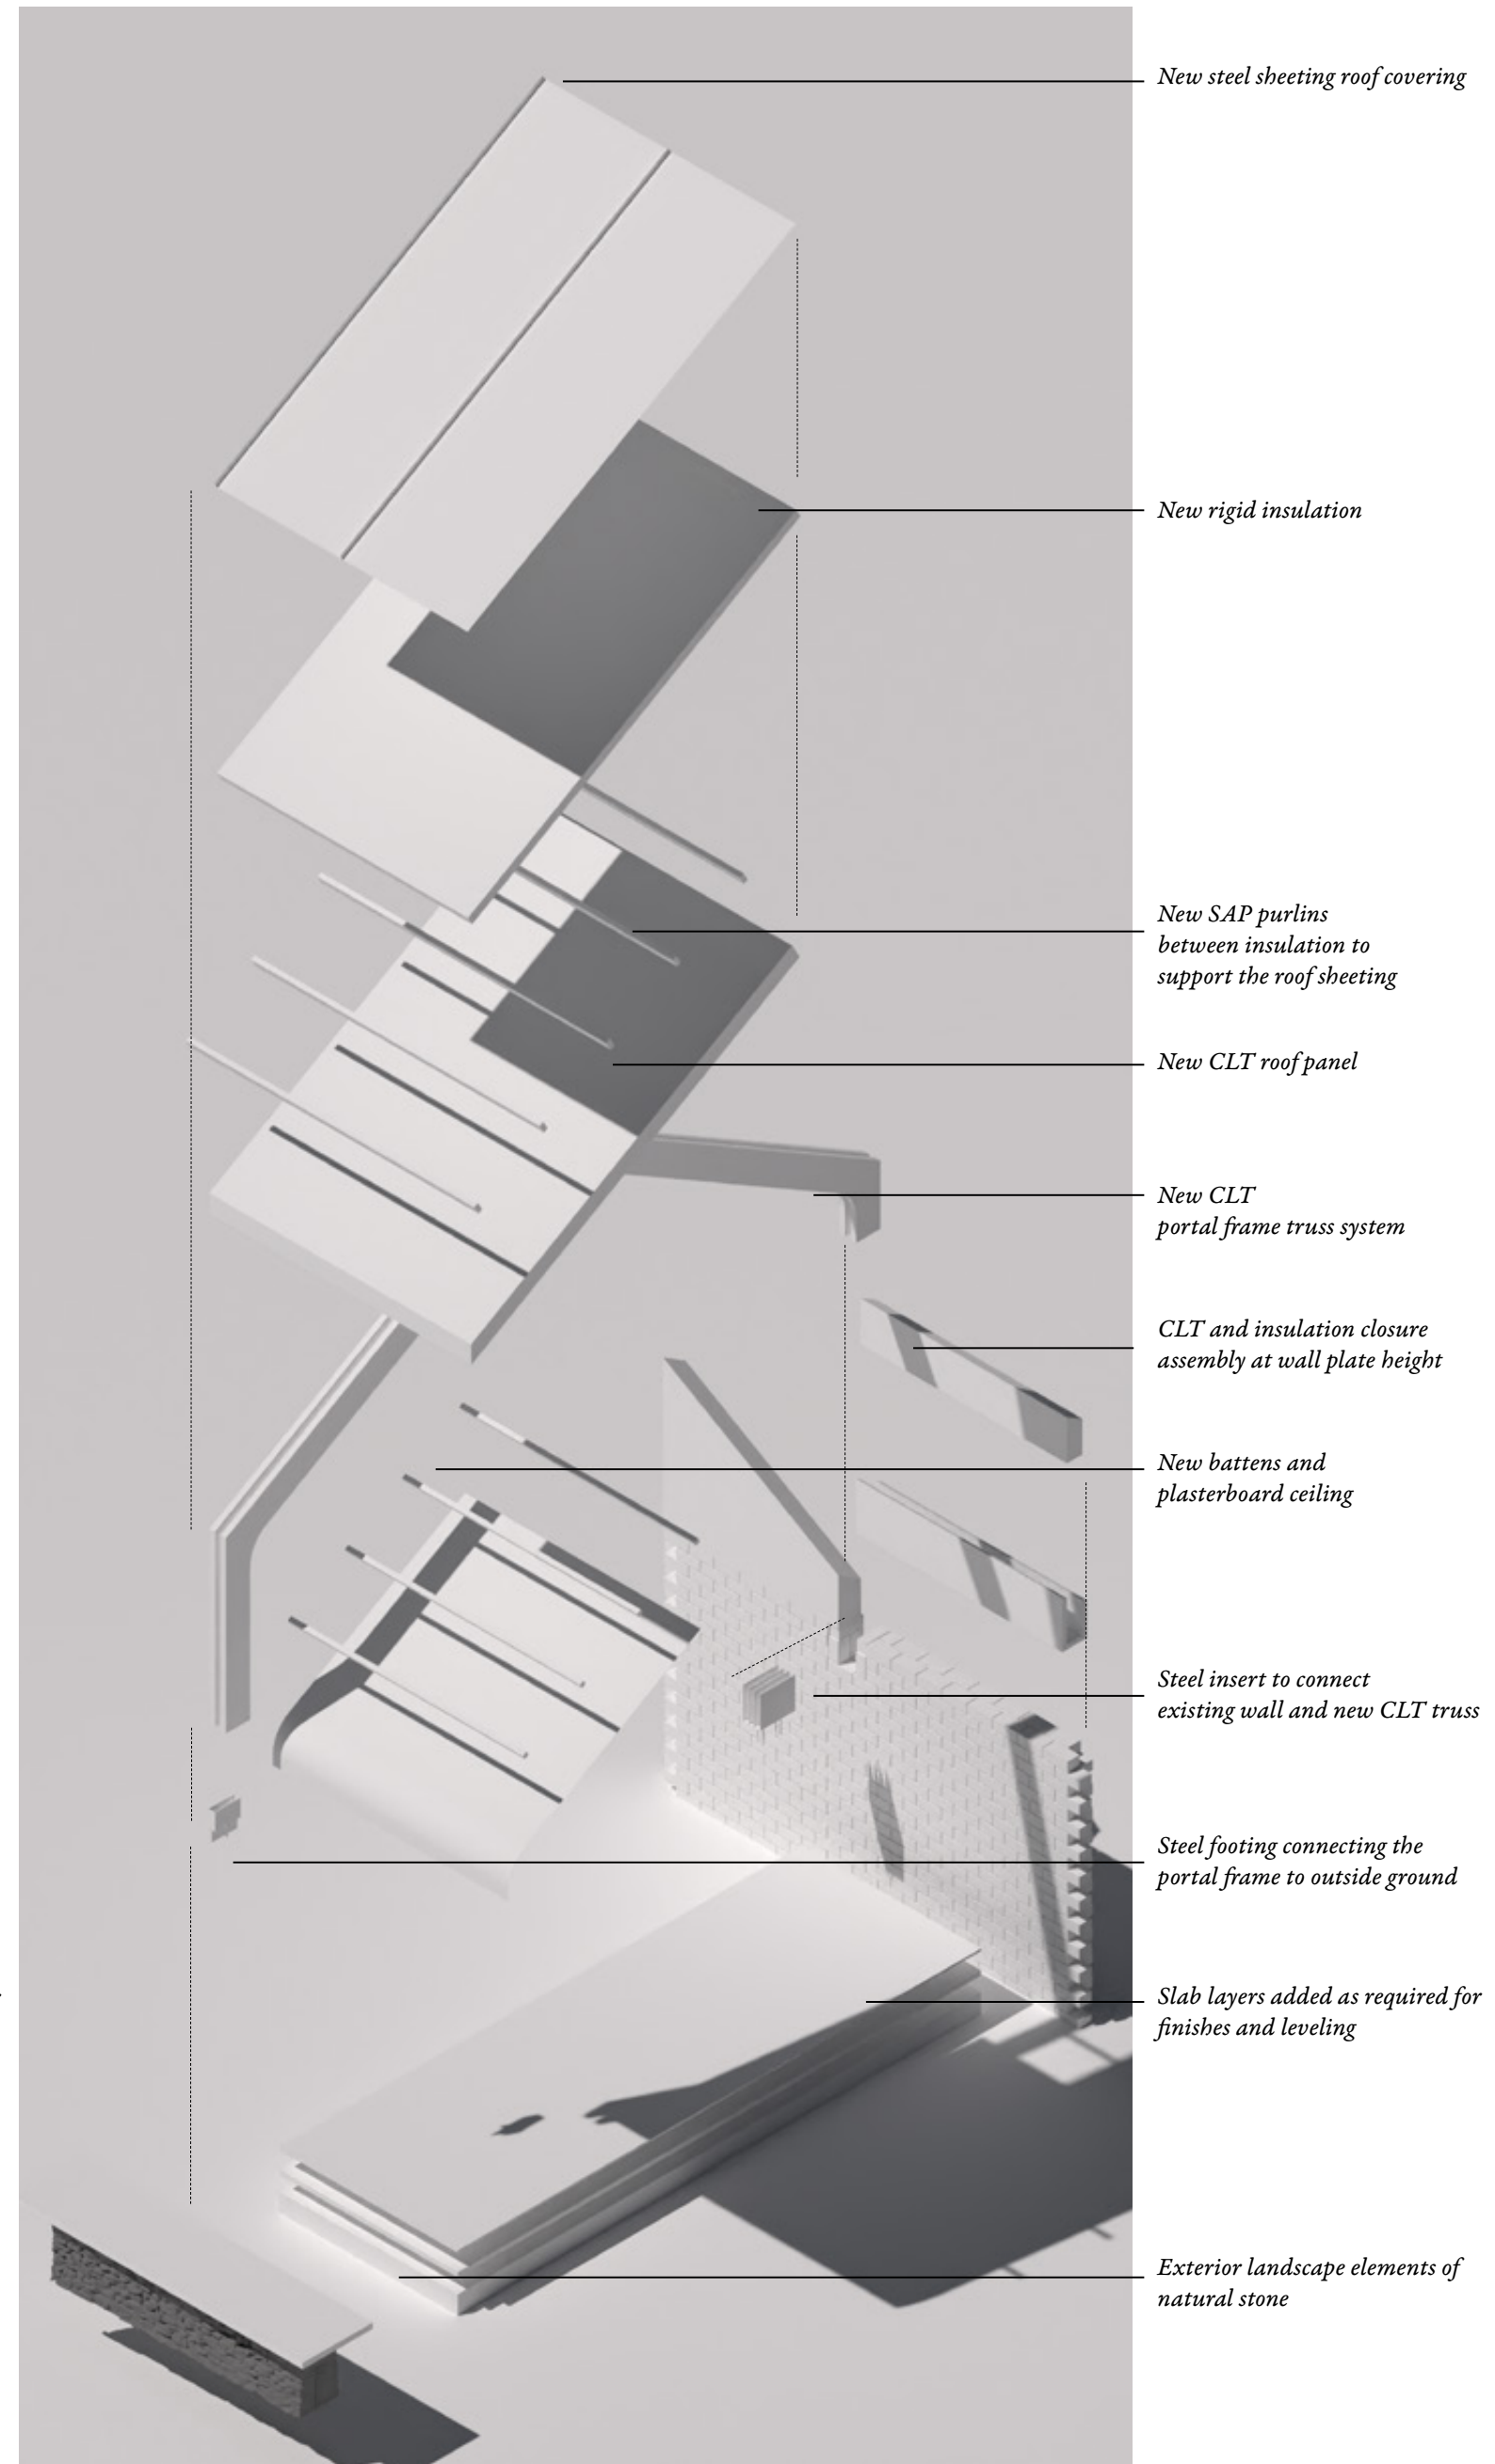 New steel sheeting roof covering
New rigid insulation
New SAP purlins
between insulation to
support the roof sheeting
New CLT roof panel
New CLT
portal frame truss system
CLT and insulation closure
assembly at wall plate height
New battens and
plasterboard ceiling
Steel insert to connect
existing wall and new CLT truss
Steel footing connecting the
portal frame to outside ground
Slab layers added as required for
finishes and leveling
Exterior landscape elements of
natural stone